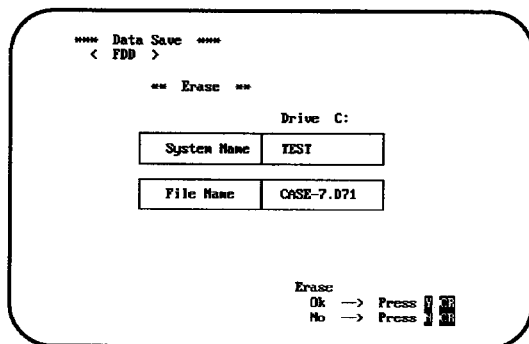 *** Data Save ***
< FDD >
** Erase **
Drive C:
System Name TEST
File Name CASE-7.D71
Erase
Ok —> Press Y CR
No —> Press N CR